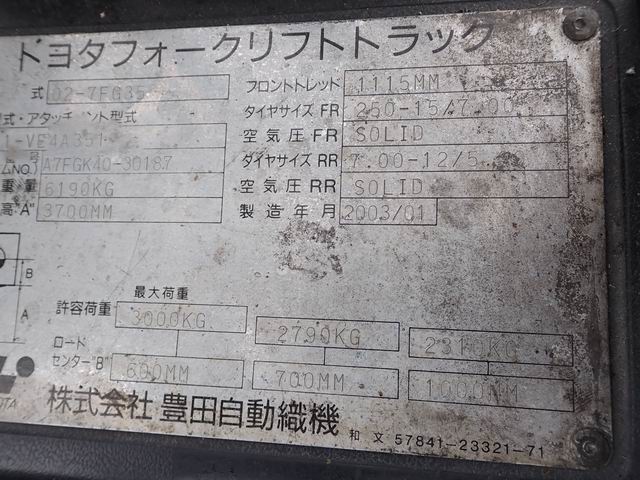 トヨタフォークリフトトラック
式 02-7FG35 フロントトレッド 1115MM
式・アタッチ ント型式 タイヤサイズ FR 250-15/7.00
-VE4A351 空気圧 FR SOLID
NO.) A7FGK40-30187 タイヤサイズ RR 7.00-12/5.
重量 6190KG 空気圧 RR SOLID
高"A" 3700MM 製造年月 2003/01
B
A
最大荷重
許容荷重 3000KG 2790KG 2310KG
ロード
センター"B" 600MM 700MM 1000MM
OTA 株式会社 豊田自動織機
和文 57841-23321-71